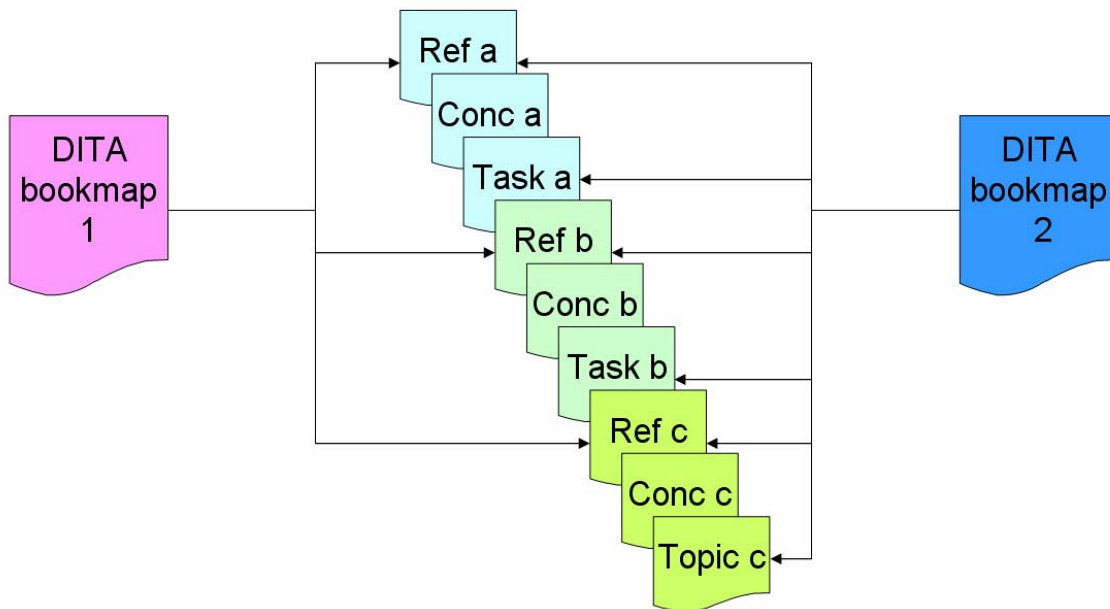 DITA
bookmap
1
Ref a
Conc a
Task a
Ref b
Conc b
Task b
Ref c
Conc c
Topic c
DITA
bookmap
2